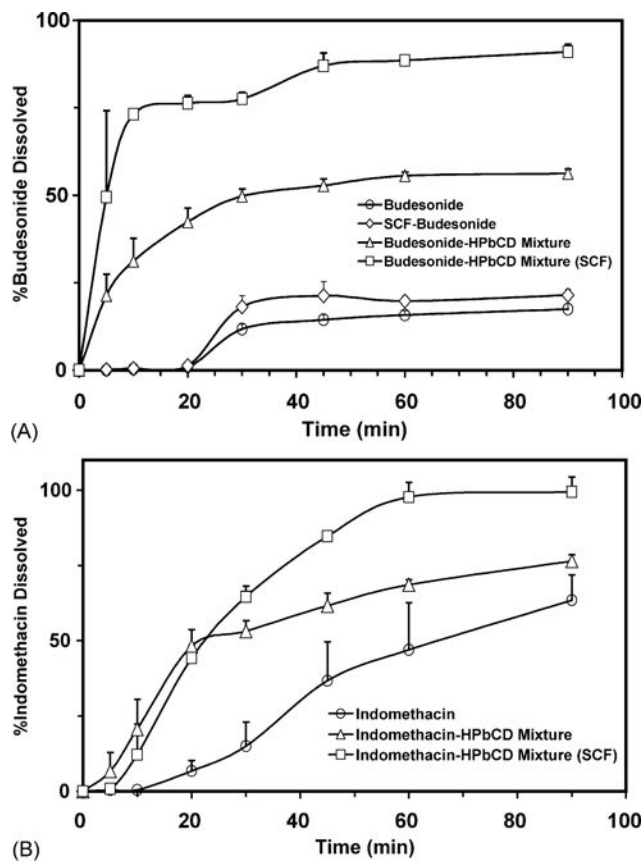 100
50
0
%Budesonide Dissolved
Budesonide
SCF-Budesonide
Budesonide-HPbCD Mixture
Budesonide-HPbCD Mixture (SCF)
0 20 40 60 80 100
(A)
Time (min)
100
50
0
%Indomethacin Dissolved
Indomethacin
Indomethacin-HPbCD Mixture
Indomethacin-HPbCD Mixture (SCF)
0 20 40 60 80 100
(B)
Time (min)